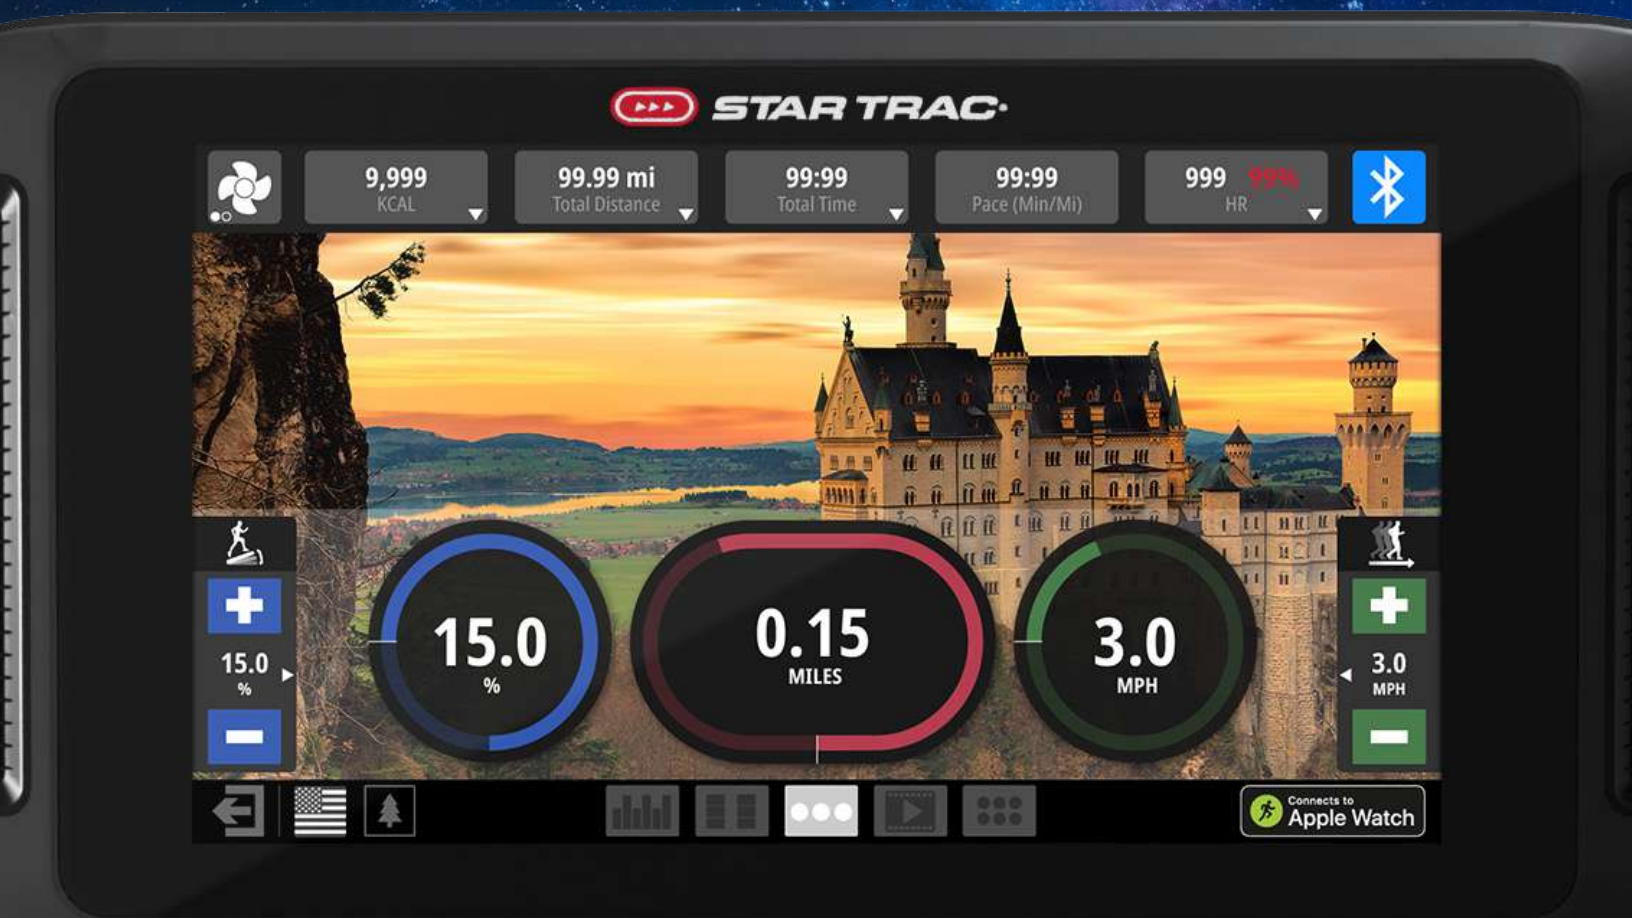 STAR TRAC
9,999
KCAL
99.99 mi
Total Distance
99:99
Total Time
99:99
Pace (Min/Mi)
999 99%
HR
15.0
%
15.0
%
0.15
MILES
3.0
MPH
3.0
MPH
Connects to
Apple Watch